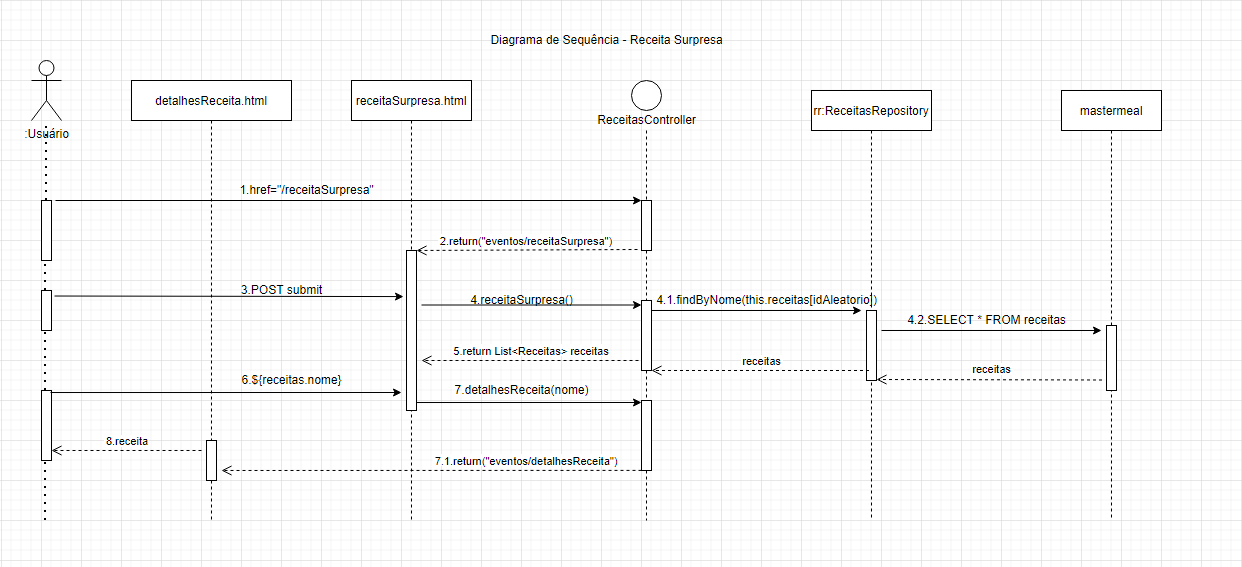 Diagrama de Sequência - Receita Surpresa
:Usuário
detalhesReceita.html
receitaSurpresa.html
ReceitasController
rr:ReceitasRepository
mastermeal
1.href="/receitaSurpresa"
2.return("eventos/receitaSurpresa")
3.POST submit
4.receitaSurpresa()
4.1.findByNome(this.receitas[idAleatorio])
4.2.SELECT * FROM receitas
5.return List<Receitas> receitas
receitas
receitas
6.${receitas.nome}
7.detalhesReceita(nome)
8.receita
7.1.return("eventos/detalhesReceita")